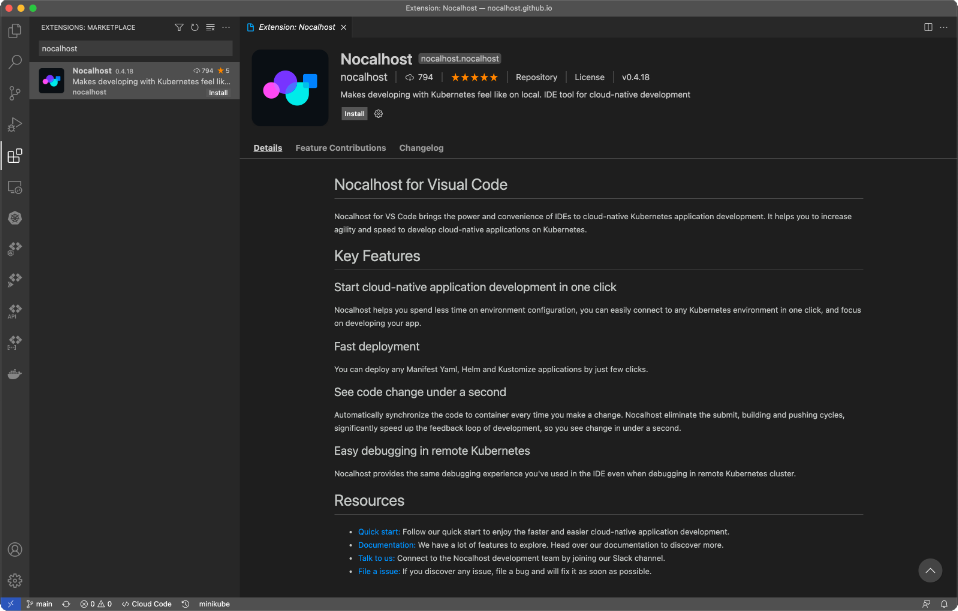 Extension: Nocalhost — nocalhost.github.io
EXTENSIONS: MARKETPLACE
nocalhost
Nocalhost 0.4.18 794 5
Makes developing with Kubernetes feel lik...
nocalhost Install
Extension: Nocalhost
Nocalhost nocalhost.nocalhost
nocalhost 794 Repository License v0.4.18
Makes developing with Kubernetes feel like on local. IDE tool for cloud-native development
Install
Details Feature Contributions Changelog
Nocalhost for Visual Code
Nocalhost for VS Code brings the power and convenience of IDEs to cloud-native Kubernetes application development. It helps you to increase
agility and speed to develop cloud-native applications on Kubernetes.
Key Features
Start cloud-native application development in one click
Nocalhost helps you spend less time on environment configuration, you can easily connect to any Kubernetes environment in one click, and focus
on developing your app.
Fast deployment
You can deploy any Manifest Yaml, Helm and Kustomize applications by just few clicks.
See code change under a second
Automatically synchronize the code to container every time you make a change. Nocalhost eliminate the submit, building and pushing cycles,
significantly speed up the feedback loop of development, so you see change in under a second.
Easy debugging in remote Kubernetes
Nocalhost provides the same debugging experience you've used in the IDE even when debugging in remote Kubernetes cluster.
Resources
• Quick start: Follow our quick start to enjoy the faster and easier cloud-native application development.
• Documentation: We have a lot of features to explore. Head over our documentation to discover more.
• Talk to us: Connect to the Nocalhost development team by joining our Slack channel.
• File a issue: If you discover any issue, file a bug and will fix it as soon as possible.
API
main 0 0 Cloud Code minikube